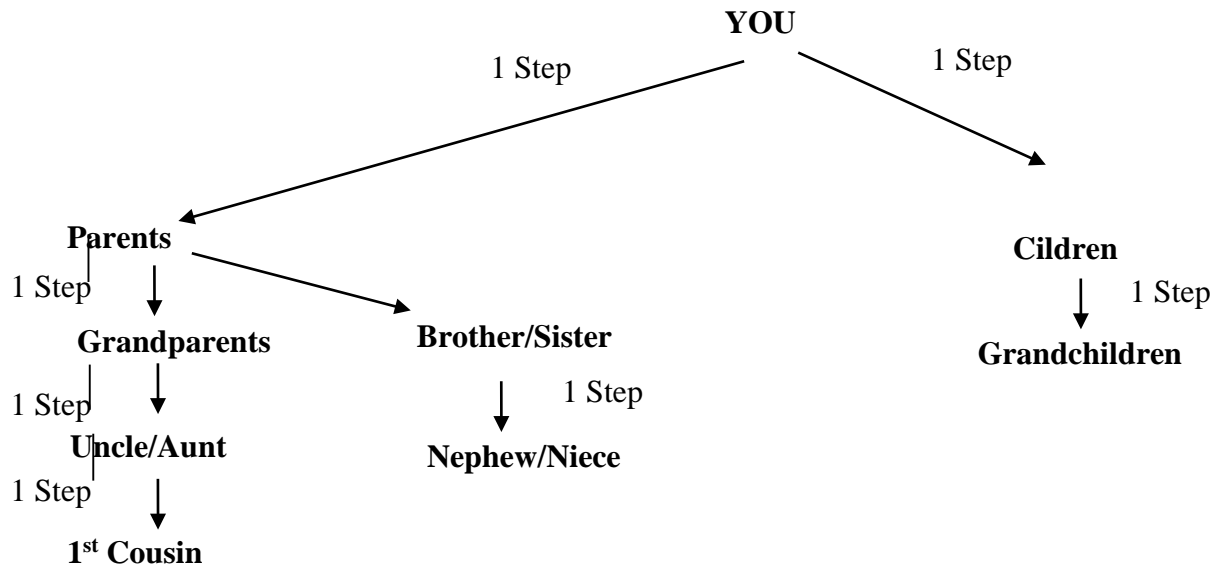 YOU
1 Step
1 Step
Parents
Cildren
1 Step
1 Step
Grandparents
Brother/Sister
Grandchildren
1 Step
1 Step
Uncle/Aunt
Nephew/Niece
1 Step
1st Cousin